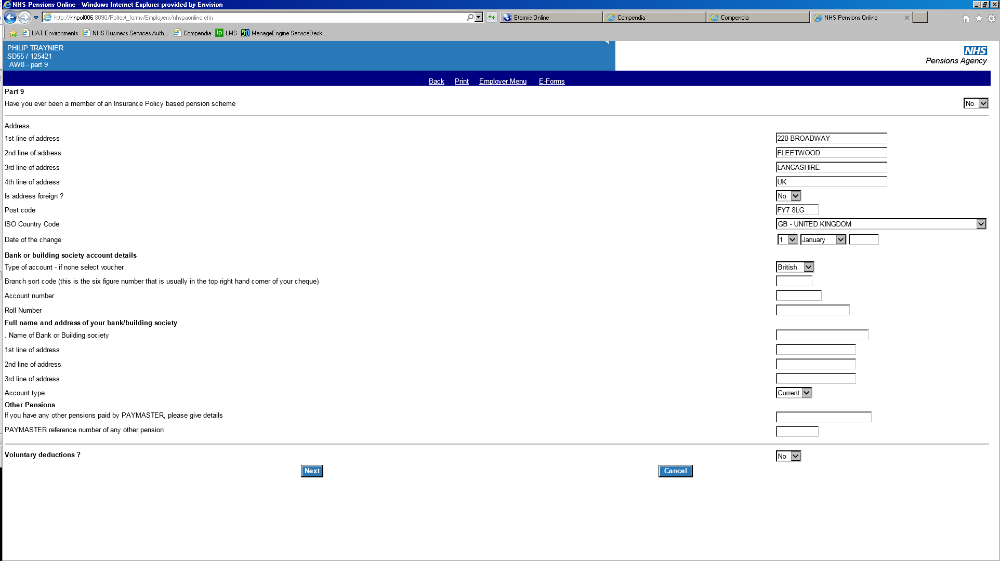 NHS Pensions Online - Windows Internet Explorer provided by Envision
http://hhpol006:8090/Poltest_forms/Employers/nhspaonline.cfm
Etarmis Online
Compendia
Compendia
NHS Pensions Online
UAT Environments
NHS Business Services Auth...
Compendia
LMS
ManageEngine ServiceDesk...
PHILIP TRAYNIER
SD55 / 125421
AW8 - part 9
NHS
Pensions Agency
Back Print Employer Menu E-Forms
Part 9
Have you ever been a member of an Insurance Policy based pension scheme No
Address.
1st line of address 220 BROADWAY
2nd line of address FLEETWOOD
3rd line of address LANCASHIRE
4th line of address UK
Is address foreign ? No
Post code FY7 8LG
ISO Country Code GB - UNITED KINGDOM
Date of the change 1 January
Bank or building society account details
Type of account - if none select voucher British
Branch sort code (this is the six figure number that is usually in the top right hand corner of your cheque)
Account number
Roll Number
Full name and address of your bank/building society
. Name of Bank or Building society
1st line of address
2nd line of address
3rd line of address
Account type Current
Other Pensions
If you have any other pensions paid by PAYMASTER, please give details
PAYMASTER reference number of any other pension
Voluntary deductions ? No
Next Cancel